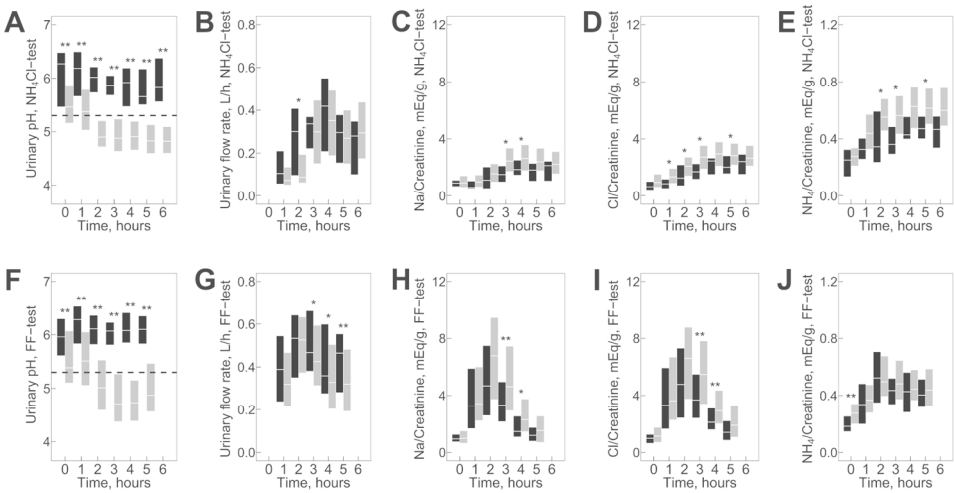 A
Urinary pH, NH₄Cl−test
7
6
5
4
** ** ** ** ** ** **
0 1 2 3 4 5 6
Time, hours
B
Urinary flow rate, L/h, NH₄Cl−test
0.8
0.6
0.4
0.2
0.0
*
1 2 3 4 5 6
Time, hours
C
Na/Creatinine, mEq/g, NH₄Cl−test
12
8
4
0
* *
0 1 2 3 4 5 6
Time, hours
D
Cl/Creatinine, mEq/g, NH₄Cl−test
12
8
4
0
* * * *
0 1 2 3 4 5 6
Time, hours
E
NH₄/Creatinine, mEq/g, NH₄Cl−test
1.2
0.8
0.4
0.0
* * *
0 1 2 3 4 5 6
Time, hours
F
Urinary pH, FF−test
7
6
5
4
** ** ** ** ** **
0 1 2 3 4 5 6
Time, hours
G
Urinary flow rate, L/h, FF−test
0.8
0.6
0.4
0.2
0.0
* * **
1 2 3 4 5 6
Time, hours
H
Na/Creatinine, mEq/g, FF−test
12
8
4
0
** *
0 1 2 3 4 5 6
Time, hours
I
Cl/Creatinine, mEq/g, FF−test
12
8
4
0
** **
0 1 2 3 4 5 6
Time, hours
J
NH₄/Creatinine, mEq/g, FF−test
1.2
0.8
0.4
0.0
**
0 1 2 3 4 5 6
Time, hours